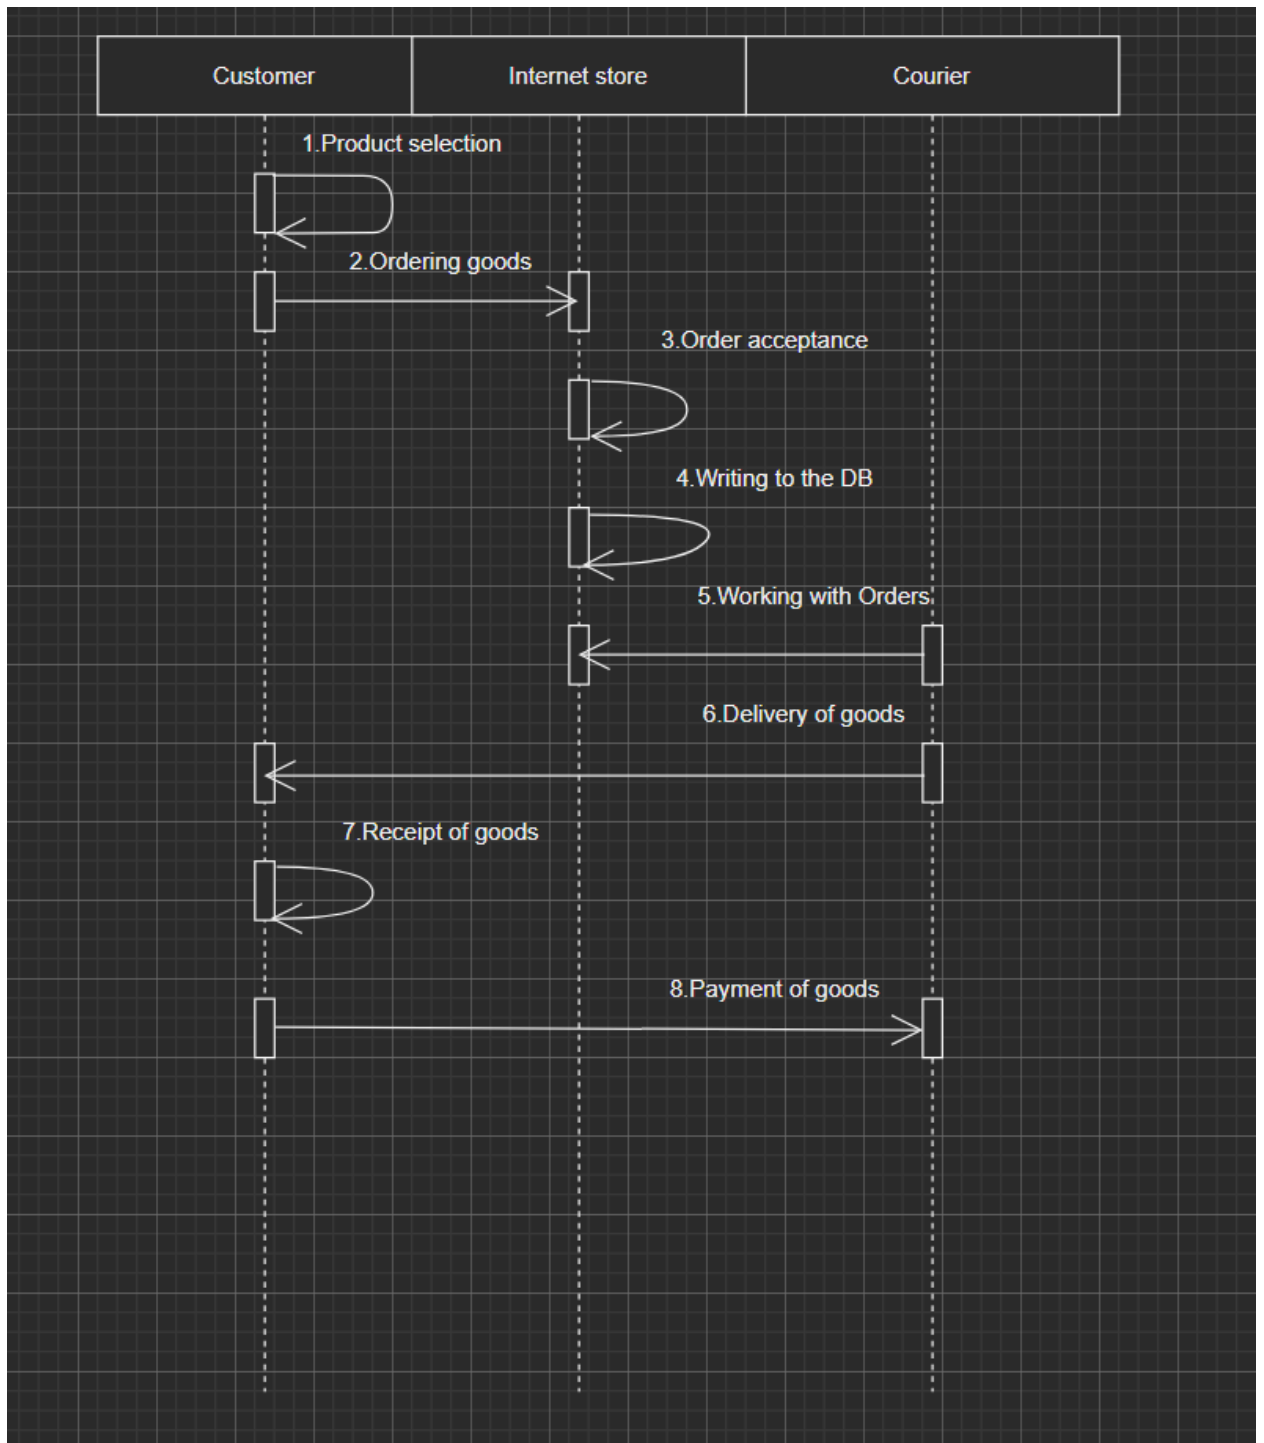 Customer
Internet store
Courier
1.Product selection
2.Ordering goods
3.Order acceptance
4.Writing to the DB
5.Working with Orders
6.Delivery of goods
7.Receipt of goods
8.Payment of goods